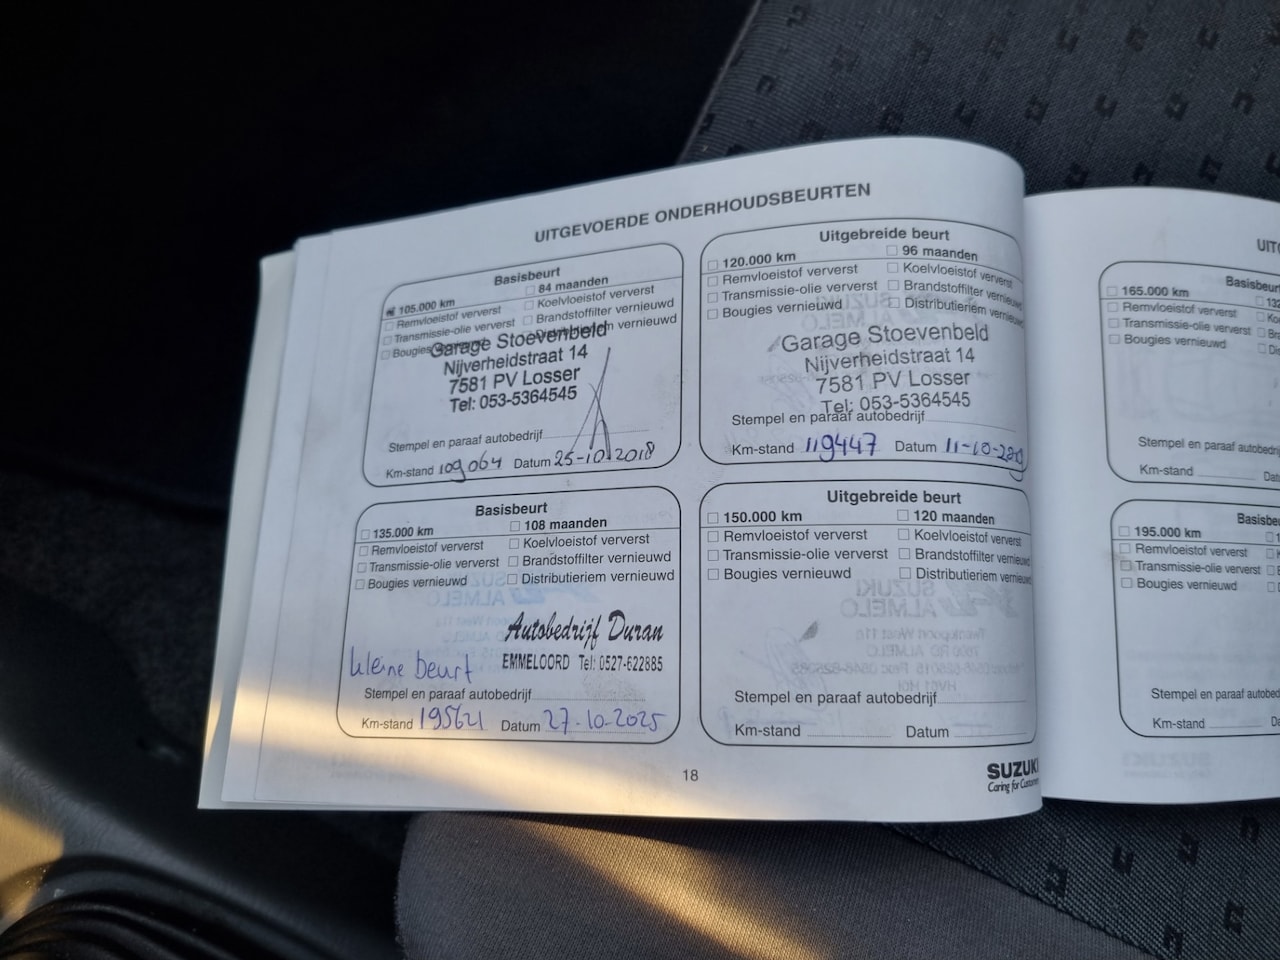 UITGEVOERDE ONDERHOUDSBEURTEN
Basisbeurt
105.000 km 84 maanden
Remvloeistof ververst Koelvloeistof ververst
Transmissie-olie ververst Brandstoffilter vernieuwd
Bougies vernieuwd Distributieriem vernieuwd
Garage Stoevenbeld
Nijverheidstraat 14
7581 PV Losser
Tel: 053-5364545
Stempel en paraaf autobedrijf
Km-stand 109064 Datum 25-10-2018
Uitgebreide beurt
120.000 km 96 maanden
Remvloeistof ververst Koelvloeistof ververst
Transmissie-olie ververst Brandstoffilter vernieuwd
Bougies vernieuwd Distributieriem vernieuwd
Garage Stoevenbeld
Nijverheidstraat 14
7581 PV Losser
Tel: 053-5364545
Stempel en paraaf autobedrijf
Km-stand 119447 Datum 11-10-2019
Basisbeurt
135.000 km 108 maanden
Remvloeistof ververst Koelvloeistof ververst
Transmissie-olie ververst Brandstoffilter vernieuwd
Bougies vernieuwd Distributieriem vernieuwd
Autobedrijf Duran
EMMELOORD Tel: 0527-622885
kleine beurt
Stempel en paraaf autobedrijf
Km-stand 195621 Datum 27-10-2025
Uitgebreide beurt
150.000 km 120 maanden
Remvloeistof ververst Koelvloeistof ververst
Transmissie-olie ververst Brandstoffilter vernieuwd
Bougies vernieuwd Distributieriem vernieuwd
SUZUKI
ALMELO
Stempel en paraaf autobedrijf
Km-stand Datum
18
SUZUKI
Caring for Customers
165.000 km
Remvloeistof ververst
Transmissie-olie ververst
Bougies vernieuwd
Stempel en paraaf autobedrijf
Km-stand
195.000 km
Remvloeistof ververst
Transmissie-olie ververst
Bougies vernieuwd
Stempel en paraaf autobedrijf
Km-stand